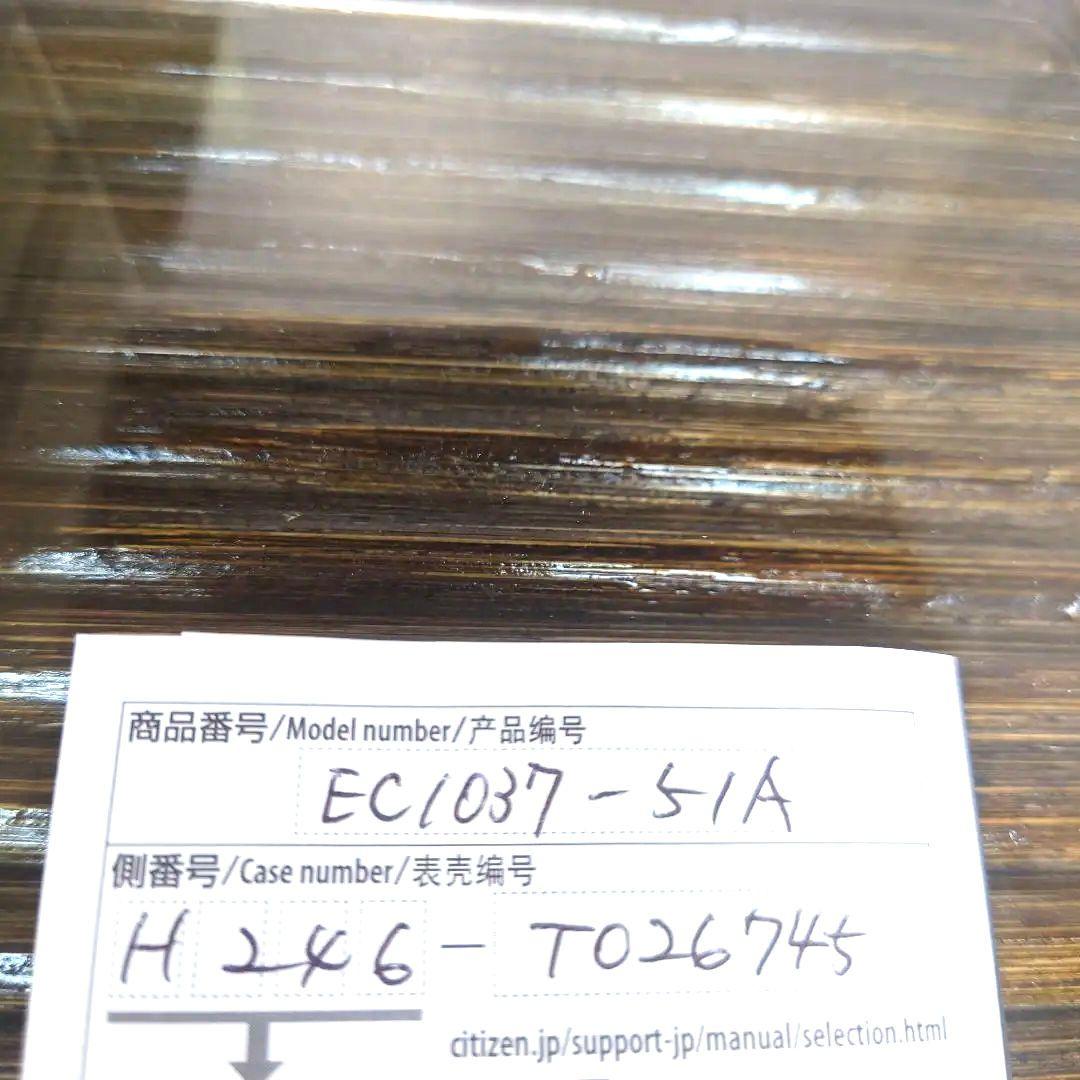 商品番号/Model number/产品编号
EC1037-51A
側番号/Case number/表壳编号
H246-T026745
citizen.jp/support-jp/manual/selection.html